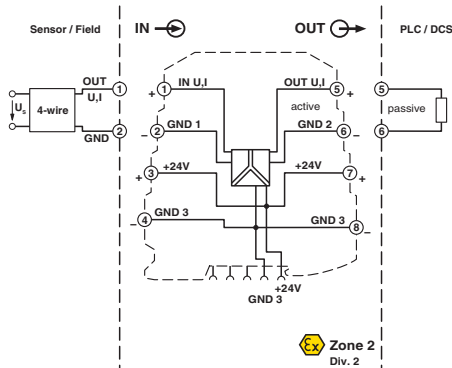 Sensor / Field
IN
OUT
PLC / DCS
OUT
U,I
1
+
1
IN U,I
OUT U,I
5
+
5
Us
4-wire
active
passive
GND
2
–
2
GND 1
GND 2
6
–
6
+
3
+24V
+24V
7
+
–
4
GND 3
GND 3
8
–
+24V
GND 3
Ex
Zone 2
Div. 2